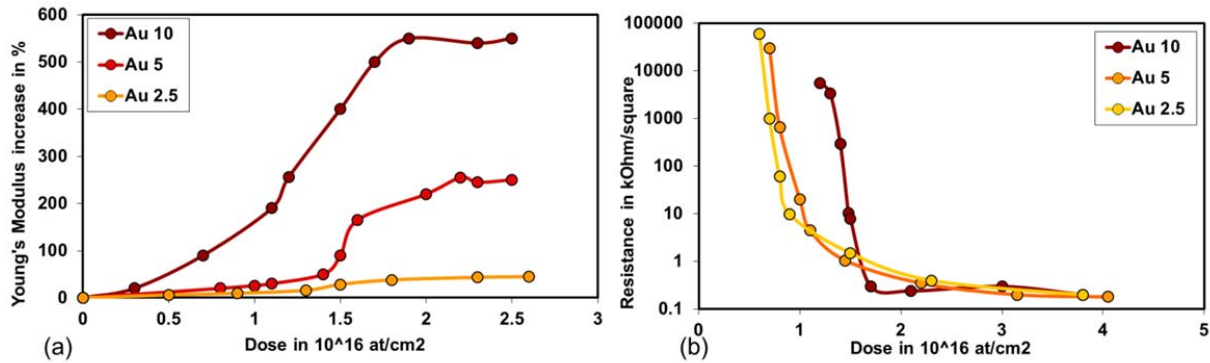 Young's Modulus increase in %
600
500
400
300
200
100
0
Au 10
Au 5
Au 2.5
0
0.5
1
1.5
2
2.5
3
(a)
Dose in 10^16 at/cm2
Resistance in kOhm/square
100000
10000
1000
100
10
1
0.1
Au 10
Au 5
Au 2.5
0
1
2
3
4
5
(b)
Dose in 10^16 at/cm2